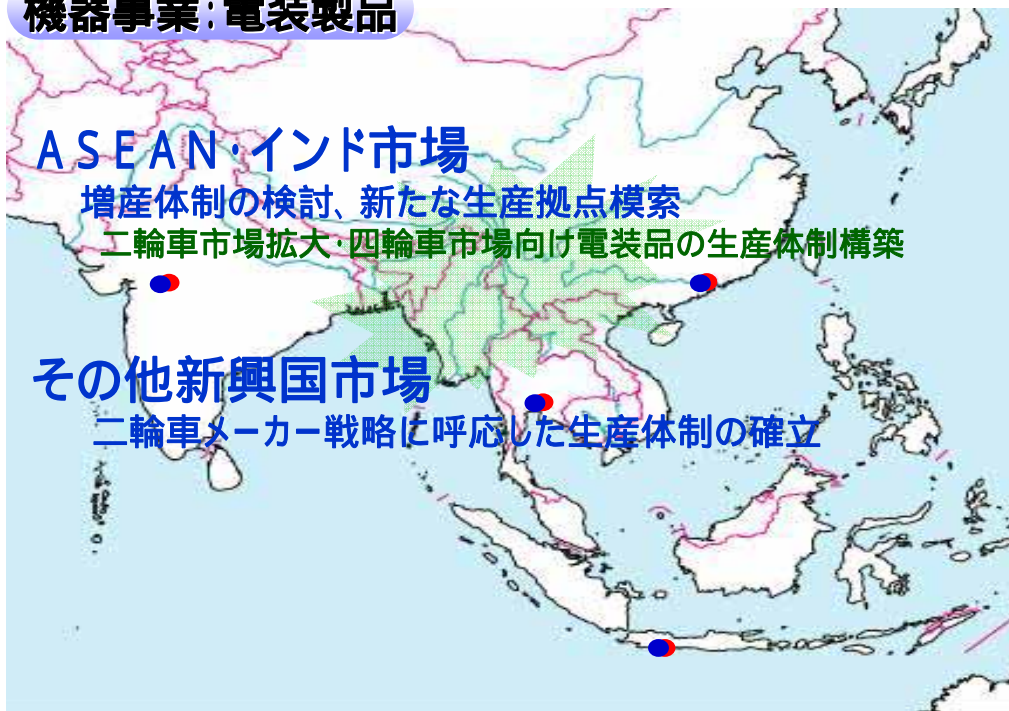 機器事業:電装製品
ASEAN・インド市場
増産体制の検討、新たな生産拠点模索
二輪車市場拡大・四輪車市場向け電装品の生産体制構築
その他新興国市場
二輪車メーカー戦略に呼応した生産体制の確立